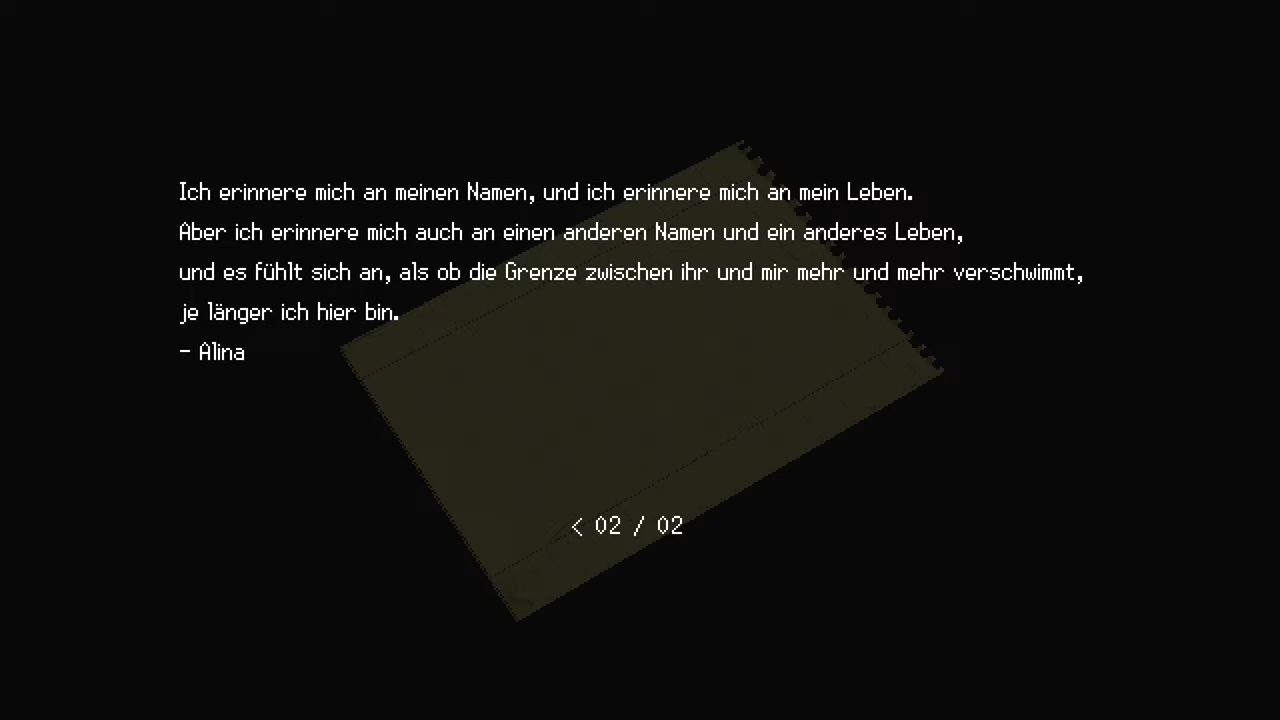 Ich erinnere mich an meinen Namen, und ich erinnere mich an mein Leben.
Aber ich erinnere mich auch an einen anderen Namen und ein anderes Leben,
und es fühlt sich an, als ob die Grenze zwischen ihr und mir mehr und mehr verschwimmt,
je länger ich hier bin.
- Alina
< 02 / 02